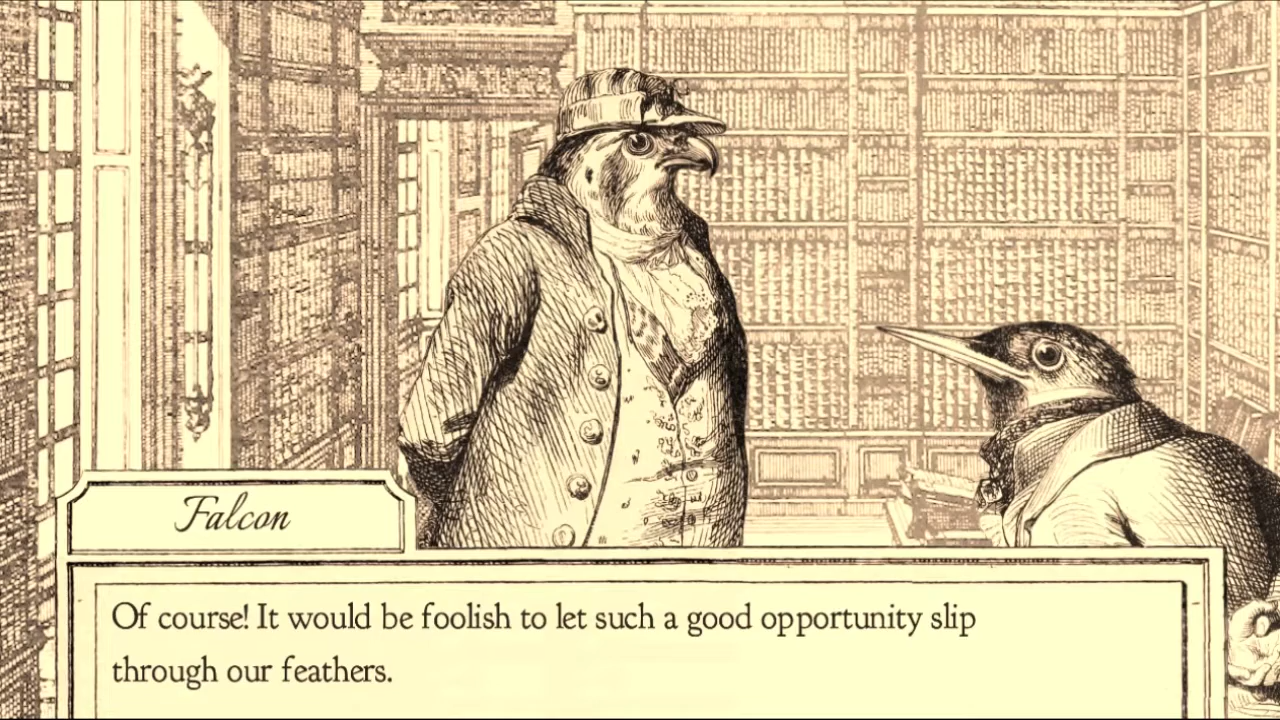 Falcon
Of course! It would be foolish to let such a good opportunity slip
through our feathers.